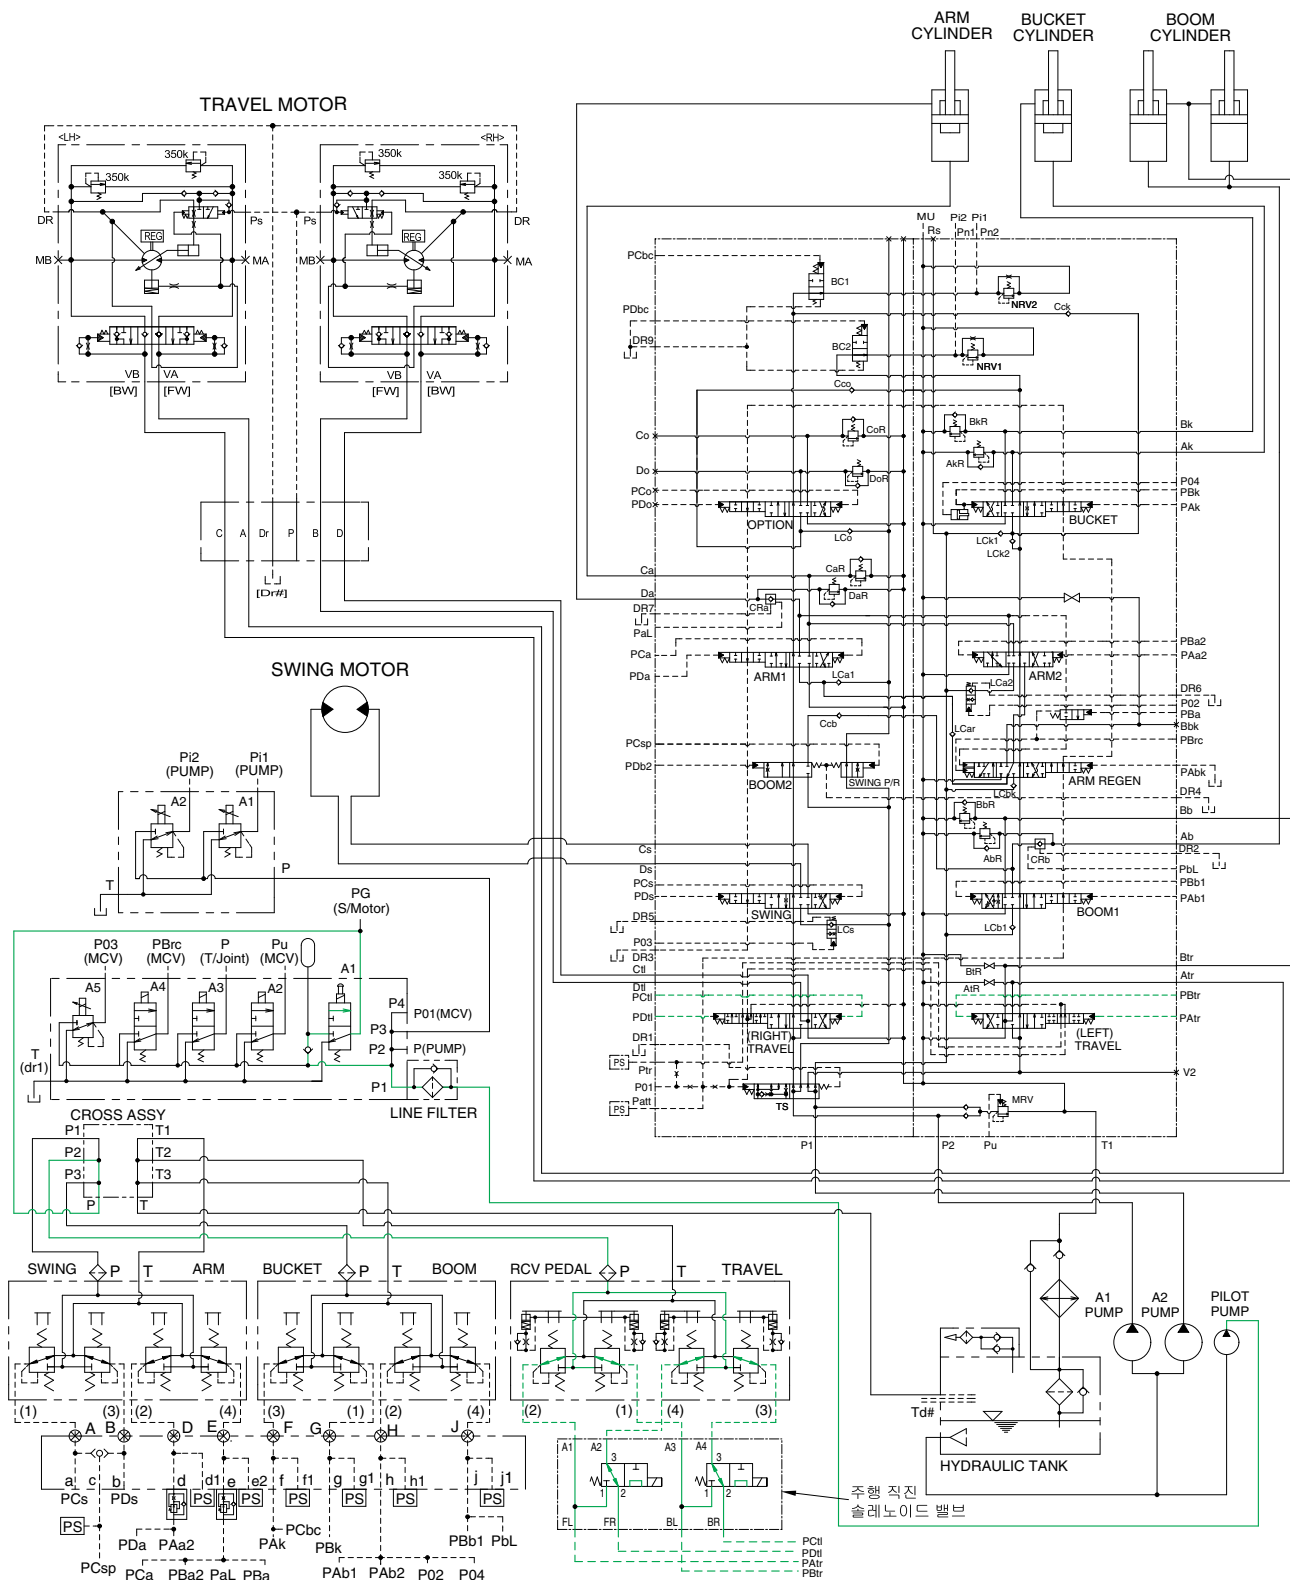 ARM
CYLINDER
BUCKET
CYLINDER
BOOM
CYLINDER
TRAVEL MOTOR
<LH>
<RH>
350k
350k
350k
350k
DR
Ps
Ps
DR
REG
REG
MB
MA
MB
MA
VB
VA
[BW]
[FW]
VB
VA
[FW]
[BW]
C
A
Dr
P
B
D
[Dr#]
MU
Rs
Pi2
Pi1
Pn1
Pn2
PCbc
BC1
NRV2
Cck
PDbc
DR9
BC2
NRV1
Cco
Co
CoR
BkR
Bk
Ak
AkR
Do
DoR
PCo
PDo
OPTION
P04
PBk
PAk
BUCKET
LCo
LCk1
LCk2
Ca
CaR
Da
DaR
DR7
CRa
PaL
PCa
PDa
ARM1
LCa1
PBa2
PAa2
ARM2
LCa2
DR6
P02
PBa
Bbk
LCar
PBrc
Ccb
PCsp
PDb2
BOOM2
SWING P/R
PAbk
ARM REGEN
LCbk
DR4
BbR
Bb
AbR
CRb
Ab
DR2
PbL
Cs
Ds
PCs
PDs
SWING
PBb1
PAb1
BOOM1
LCb1
DR5
LCs
P03
DR3
Ctl
Dtl
PCtl
PDtl
(RIGHT)
TRAVEL
BtR
AtR
Btr
Atr
PBtr
PAtr
(LEFT)
TRAVEL
DR1
PS
Ptr
P01
Patt
PS
TS
V2
MRV
P1
P2
Pu
T1
SWING MOTOR
Pi2
(PUMP)
Pi1
(PUMP)
A2
A1
T
P
PG
(S/Motor)
P03
(MCV)
PBrc
(MCV)
P
(T/Joint)
Pu
(MCV)
A5
A4
A3
A2
A1
P4
P01(MCV)
P3
P2
P(PUMP)
P1
T
(dr1)
LINE FILTER
CROSS ASSY
P1
T1
P2
T2
P3
T3
P
T
SWING
P
T
ARM
BUCKET
P
T
BOOM
RCV PEDAL
P
T
TRAVEL
(1)
(3)
(2)
(4)
(3)
(1)
(2)
(4)
(2)
(1)
(4)
(3)
A
B
D
E
F
G
H
J
a
c
b
d
d1
e
e2
f
f1
g
g1
h
h1
j
j1
PCs
PDs
PS
PS
PS
PS
PS
PS
PS
PCsp
PDa
PAa2
PCa
PBa2
PaL
PBa
PCbc
PAk
PBk
PAb1
PAb2
P02
P04
PBb1
PbL
A1
A2
A3
A4
3
1
2
3
1
2
FL
FR
BL
BR
PCtl
PDtl
PAtr
PBtr
주행 직진
솔레노이드 밸브
A1
PUMP
A2
PUMP
PILOT
PUMP
Td#
HYDRAULIC TANK